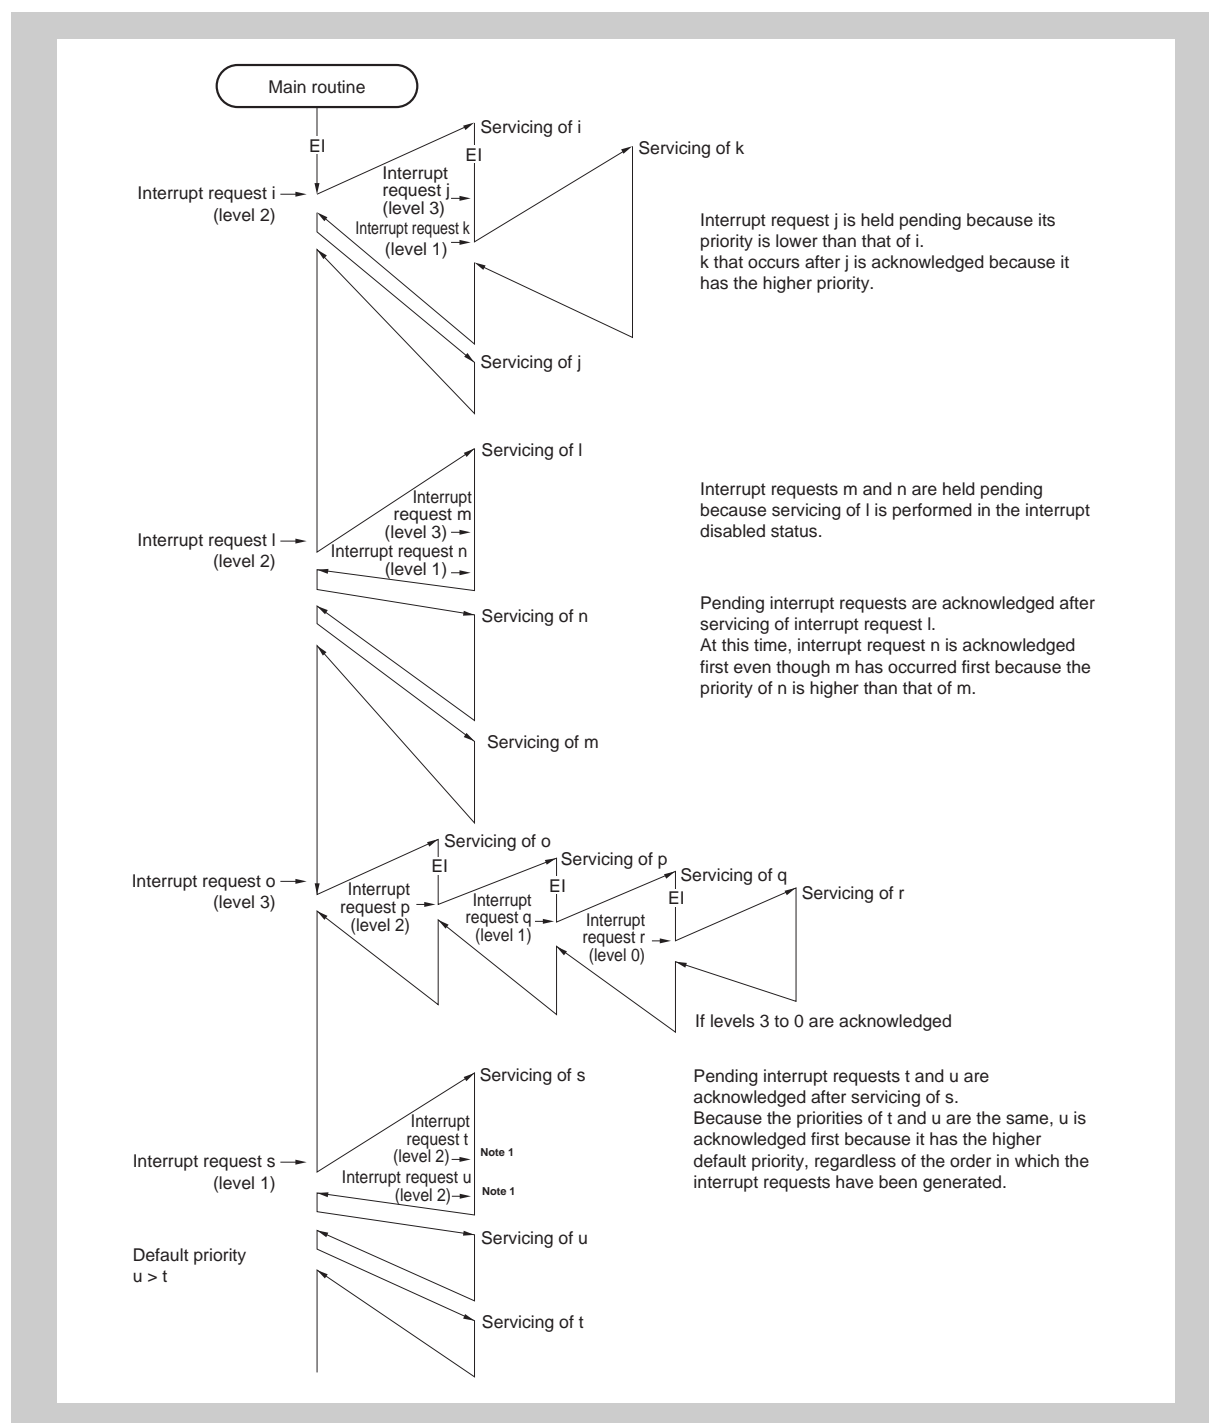 Main routine
EI
Servicing of i
EI
Servicing of k
Interrupt
request j
(level 3)
Interrupt request i
(level 2)
Interrupt request k
(level 1)
Interrupt request j is held pending because its
priority is lower than that of i.
k that occurs after j is acknowledged because it
has the higher priority.
Servicing of j
Servicing of l
Interrupt
request m
(level 3)
Interrupt request l
(level 2)
Interrupt request n
(level 1)
Interrupt requests m and n are held pending
because servicing of l is performed in the interrupt
disabled status.
Servicing of n
Pending interrupt requests are acknowledged after
servicing of interrupt request l.
At this time, interrupt request n is acknowledged
first even though m has occurred first because the
priority of n is higher than that of m.
Servicing of m
Servicing of o
EI
Servicing of p
EI
Servicing of q
EI
Servicing of r
Interrupt request o
(level 3)
Interrupt
request p
(level 2)
Interrupt
request q
(level 1)
Interrupt
request r
(level 0)
If levels 3 to 0 are acknowledged
Servicing of s
Interrupt
request t
(level 2)
Note 1
Interrupt request s
(level 1)
Interrupt request u
(level 2)
Note 1
Pending interrupt requests t and u are
acknowledged after servicing of s.
Because the priorities of t and u are the same, u is
acknowledged first because it has the higher
default priority, regardless of the order in which the
interrupt requests have been generated.
Servicing of u
Default priority
u > t
Servicing of t